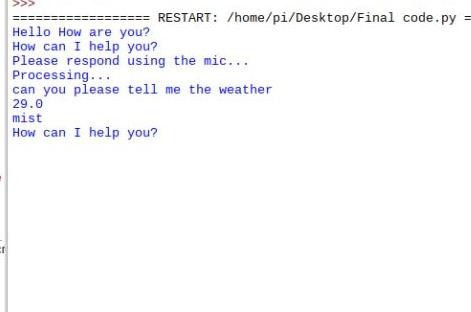 >>>
=================== RESTART: /home/pi/Desktop/Final code.py =
Hello How are you?
How can I help you?
Please respond using the mic...
Processing...
can you please tell me the weather
29.0
mist
How can I help you?